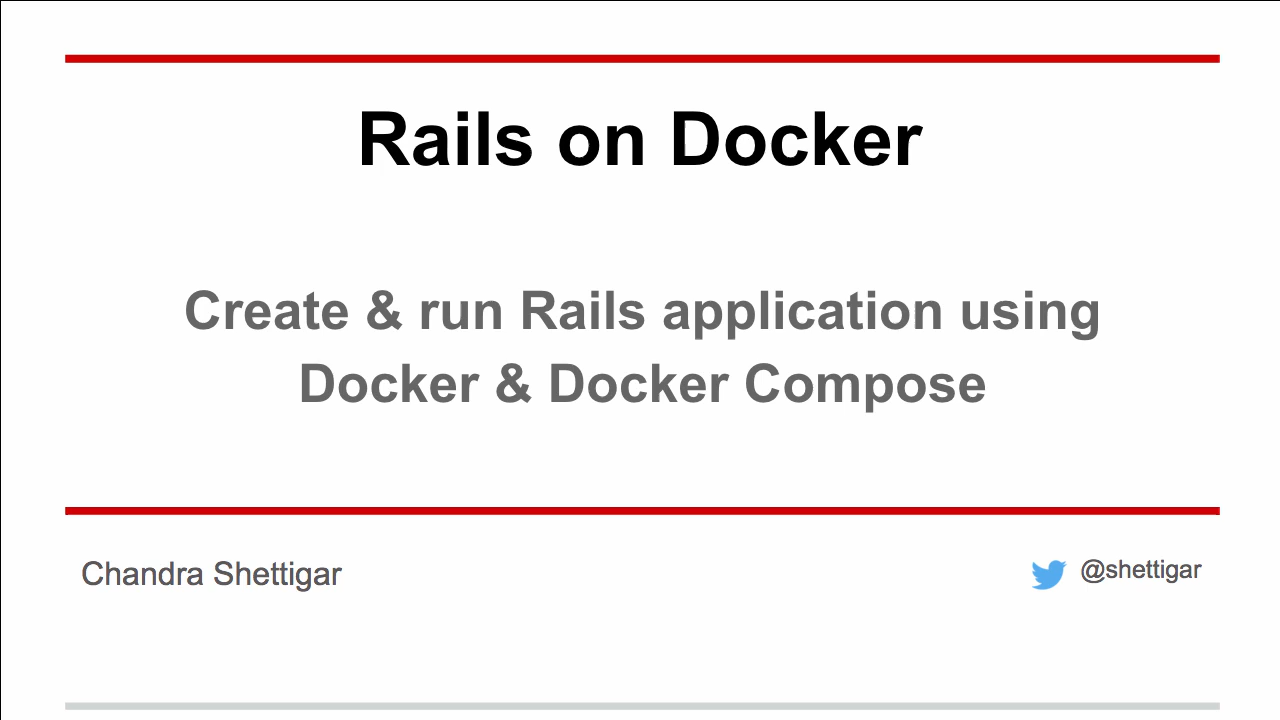 Rails on Docker
Create & run Rails application using
Docker & Docker Compose
Chandra Shettigar
@shettigar